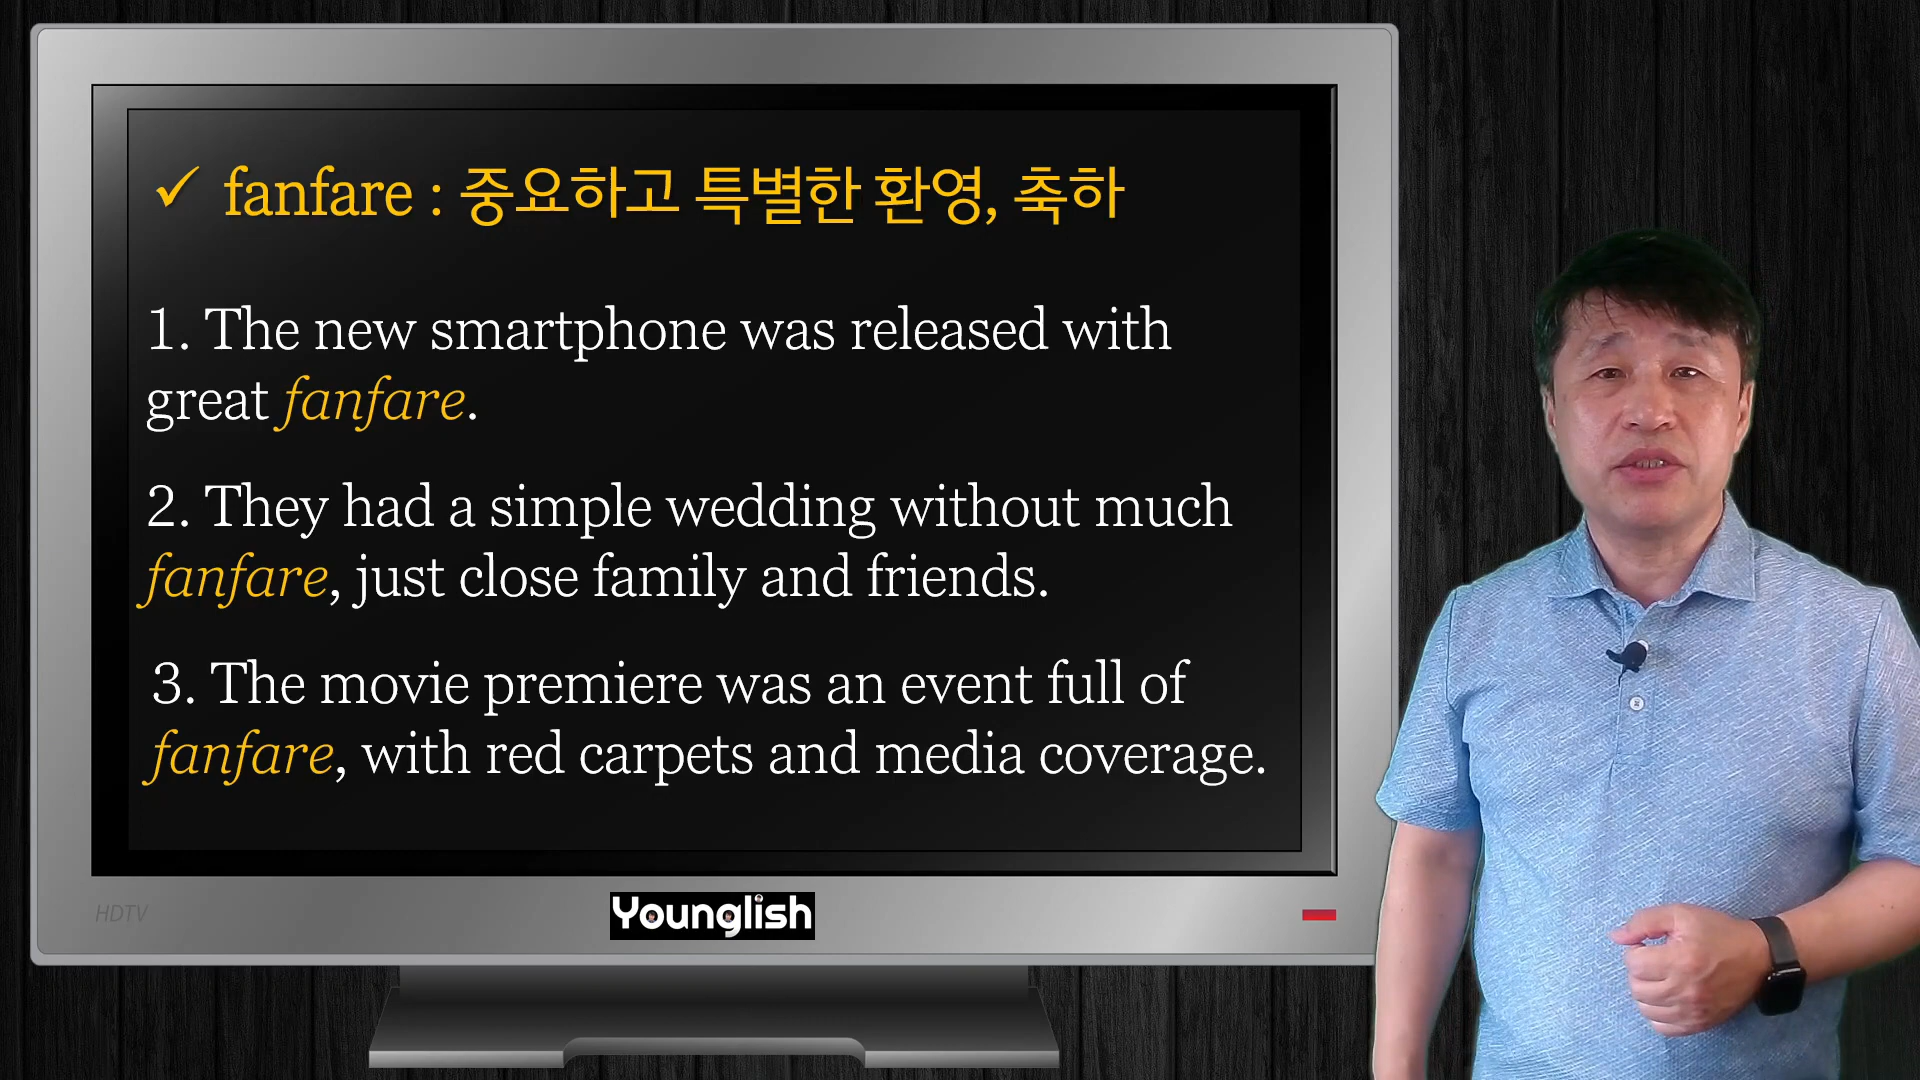 ✓ fanfare : 중요하고 특별한 환영, 축하
1. The new smartphone was released with
great fanfare.
2. They had a simple wedding without much
fanfare, just close family and friends.
3. The movie premiere was an event full of
fanfare, with red carpets and media coverage.
HDTV
Younglish